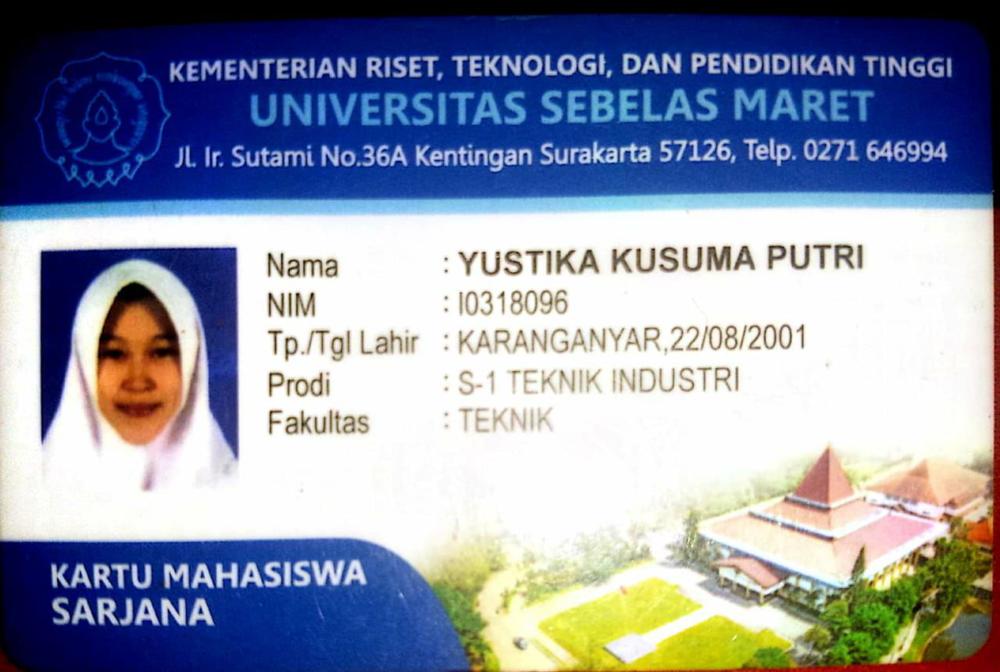 KEMENTERIAN RISET, TEKNOLOGI, DAN PENDIDIKAN TINGGI
UNIVERSITAS SEBELAS MARET
Jl. Ir. Sutami No.36A Kentingan Surakarta 57126, Telp. 0271 646994
Nama : YUSTIKA KUSUMA PUTRI
NIM : I0318096
Tp./Tgl Lahir : KARANGANYAR,22/08/2001
Prodi : S-1 TEKNIK INDUSTRI
Fakultas : TEKNIK
KARTU MAHASISWA
SARJANA